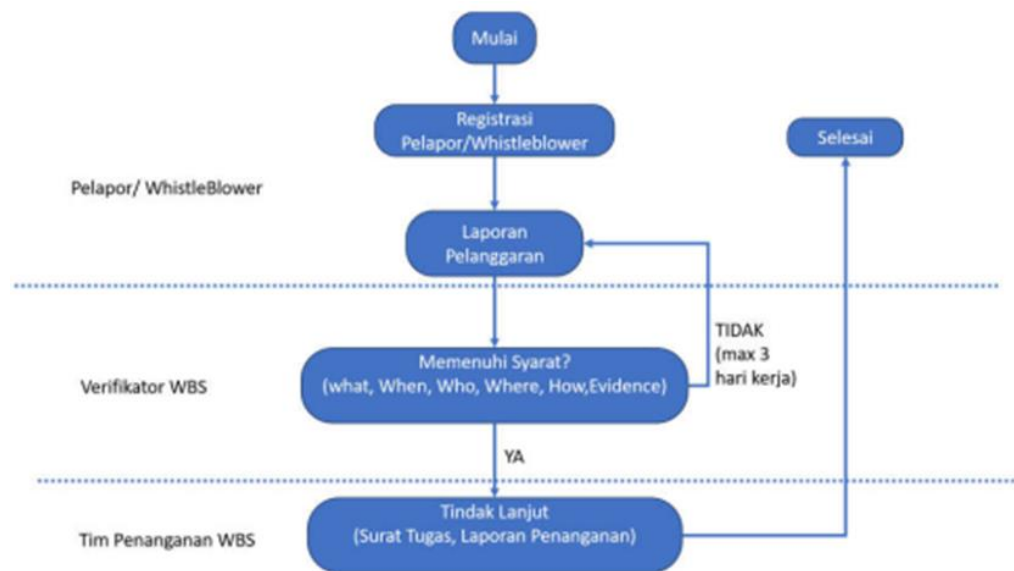 Mulai
Registrasi
Pelapor/Whistleblower
Selesai
Pelapor/ WhistleBlower
Laporan
Pelanggaran
TIDAK
(max 3
hari kerja)
Memenuhi Syarat?
(what, When, Who, Where, How,Evidence)
Verifikator WBS
YA
Tindak Lanjut
(Surat Tugas, Laporan Penanganan)
Tim Penanganan WBS